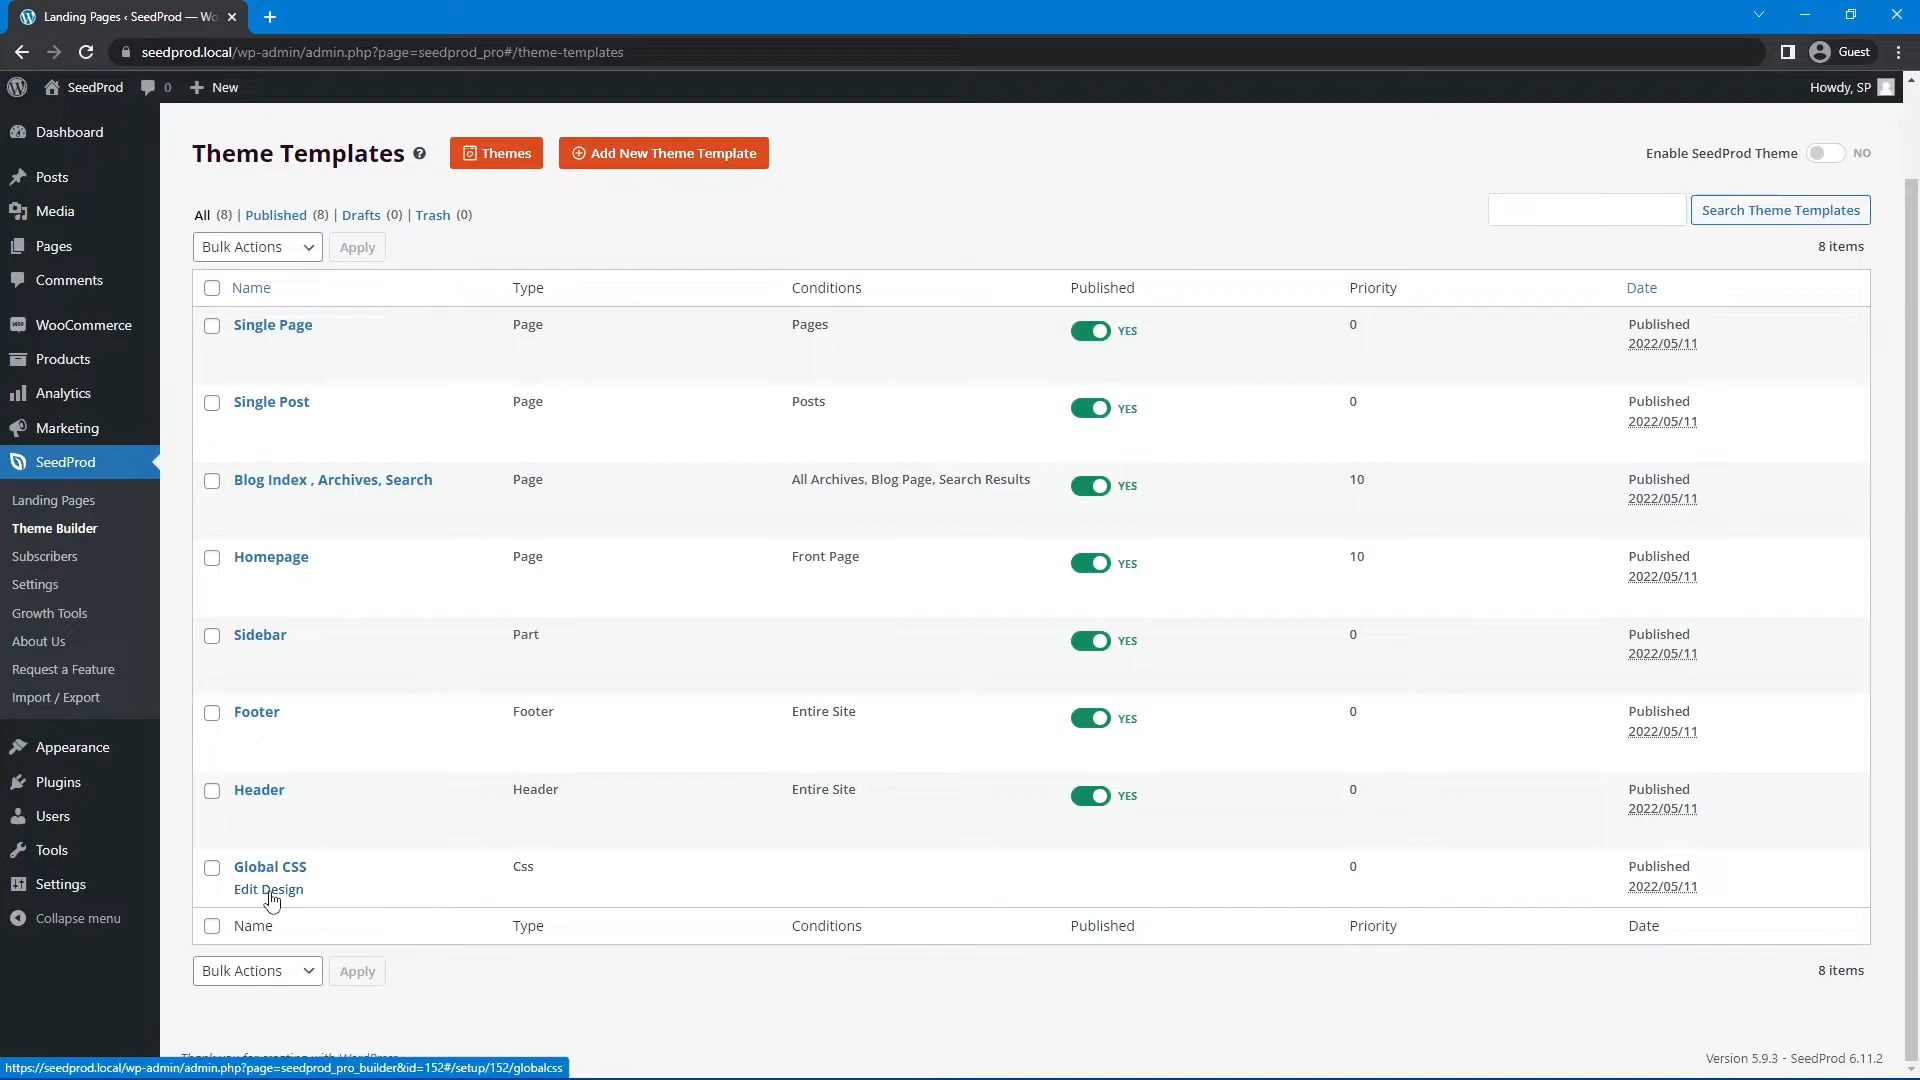 Landing Pages ‹ SeedProd — Wo
seedprod.local/wp-admin/admin.php?page=seedprod_pro#/theme-templates
Guest
SeedProd 0 New
Howdy, SP
Dashboard
Posts
Media
Pages
Comments
WooCommerce
Products
Analytics
Marketing
SeedProd
Landing Pages
Theme Builder
Subscribers
Settings
Growth Tools
About Us
Request a Feature
Import / Export
Appearance
Plugins
Users
Tools
Settings
Collapse menu
Theme Templates
Themes
Add New Theme Template
Enable SeedProd Theme NO
All (8) | Published (8) | Drafts (0) | Trash (0)
Search Theme Templates
Bulk Actions Apply
8 items
Name Type Conditions Published Priority Date
Single Page Page Pages YES 0 Published
2022/05/11
Single Post Page Posts YES 0 Published
2022/05/11
Blog Index , Archives, Search Page All Archives, Blog Page, Search Results YES 10 Published
2022/05/11
Homepage Page Front Page YES 10 Published
2022/05/11
Sidebar Part YES 0 Published
2022/05/11
Footer Footer Entire Site YES 0 Published
2022/05/11
Header Header Entire Site YES 0 Published
2022/05/11
Global CSS Css 0 Published
Edit Design 2022/05/11
Name Type Conditions Published Priority Date
Bulk Actions Apply
8 items
Thank you for creating with WordPress.
Version 5.9.3 - SeedProd 6.11.2
https://seedprod.local/wp-admin/admin.php?page=seedprod_pro_builder&id=152#/setup/152/globalcss